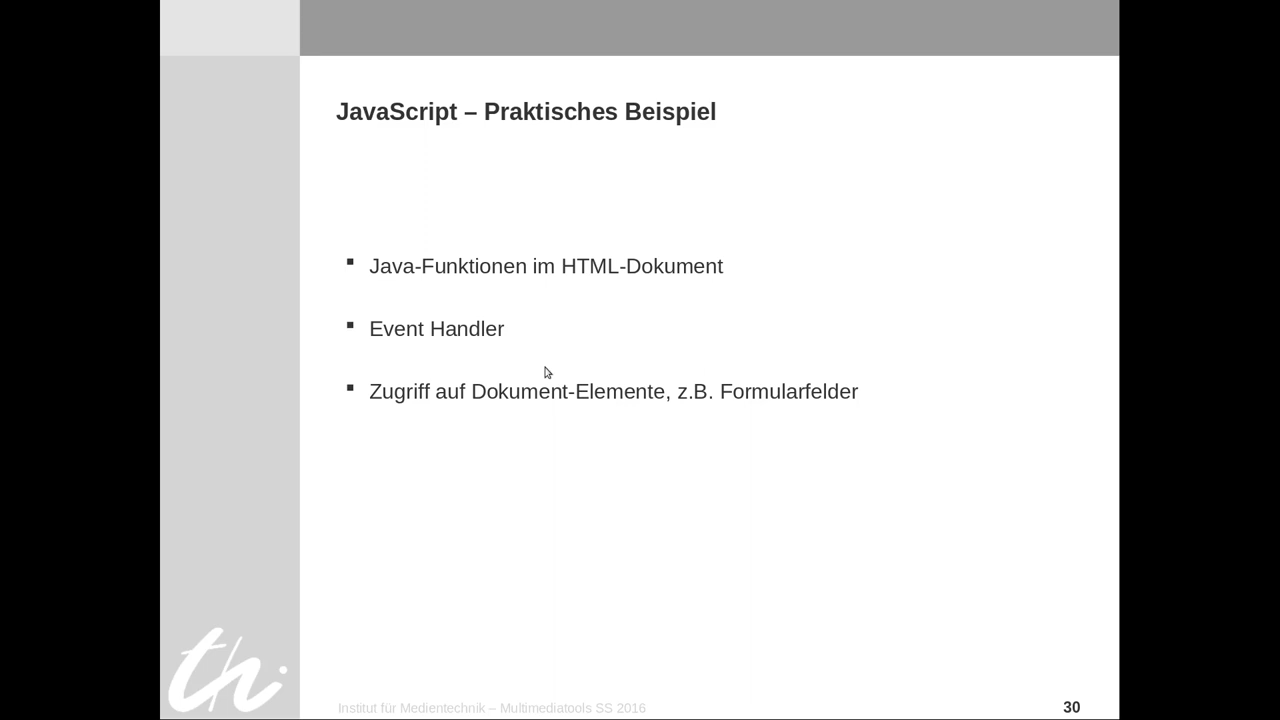 JavaScript – Praktisches Beispiel
Java-Funktionen im HTML-Dokument
Event Handler
Zugriff auf Dokument-Elemente, z.B. Formularfelder
th
Institut für Medientechnik – Multimediatools SS 2016
30